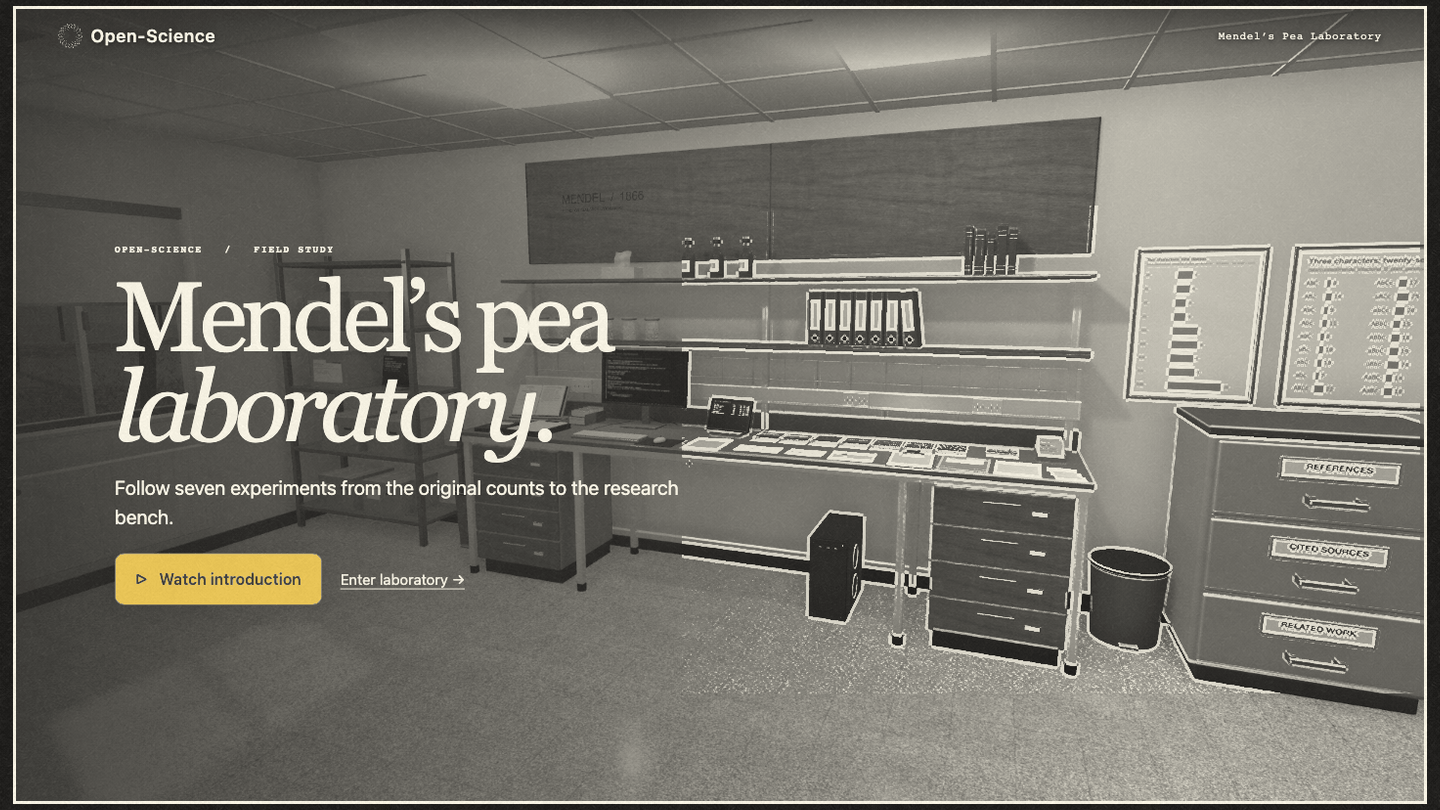 Open-Science
Mendel's Pea Laboratory
MENDEL / 1866
OPEN-SCIENCE / FIELD STUDY
Mendel’s pea
laboratory.
Follow seven experiments from the original counts to the research
bench.
Watch introduction
Enter laboratory →
Three characters; twenty-se
REFERENCES
CITED SOURCES
RELATED WORK